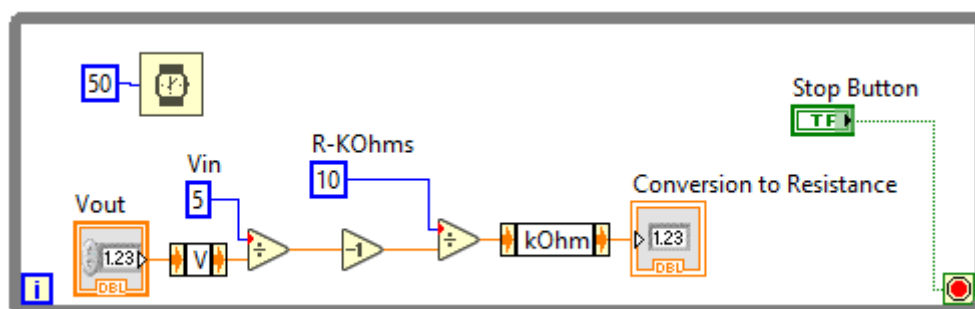 50
Stop Button
TF
R-KOhms
10
Vin
5
Conversion to Resistance
Vout
1.23
DBL
V
÷
-1
÷
kOhm
1.23
DBL
i